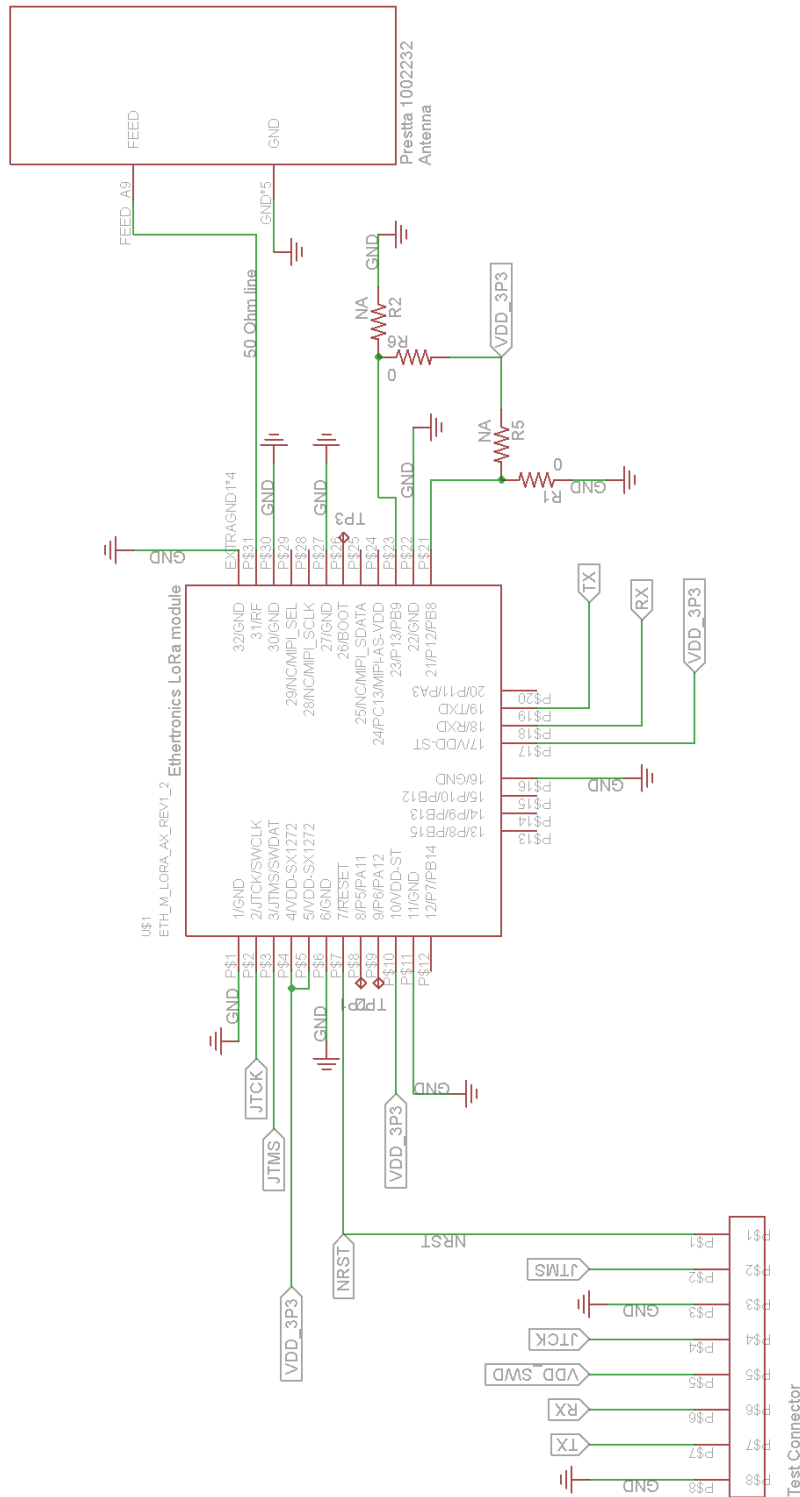 FEED
GND
Prestta 1002232
Antenna
FEED_A9
GND*5
50 Ohm line
GND
NA
R2
R6
0
VDD_3P3
NA
R5
0
R1
GND
GND
GND
GND
GND
EXTRAGND1*4
P$31
P$30
P$29
P$28
P$27
P$26
P$25
P$24
P$23
P$22
P$21
TP3
Ethertronics LoRa module
32/GND
31/RF
30/GND
29/NC/MIPI_SEL
28/NC/MIPI_SCLK
27/GND
26/BOOT
25/NC/MIPI_SDATA
24/PC13/MIPI-AS-VDD
23/P13/PB9
22/GND
21/P12/PB8
20/P11/PA3
19/TXD
18/RXD
17/VDD-ST
16/GND
15/P10/PB12
14/P9/PB13
13/P8/PB15
P$20
P$19
P$18
P$17
P$16
P$15
P$14
P$13
TX
RX
VDD_3P3
GND
U$1
ETH_M_LORA_AX_REV1_2
1/GND
2/JTCK/SWCLK
3/JTMS/SWDAT
4/VDD-SX1272
5/VDD-SX1272
6/GND
7/RESET
8/P5/PA11
9/P6/PA12
10/VDD-ST
11/GND
12/P7/PB14
P$1
P$2
P$3
P$4
P$5
P$6
P$7
P$8
P$9
P$10
P$11
P$12
GND
GND
GND
JTCK
JTMS
VDD_3P3
VDD_3P3
NRST
NRST
JTMS
GND
JTCK
VDD_SWD
RX
TX
GND
P$1
P$2
P$3
P$4
P$5
P$6
P$7
P$8
P$1
P$2
P$3
P$4
P$5
P$6
P$7
P$8
Test Connector